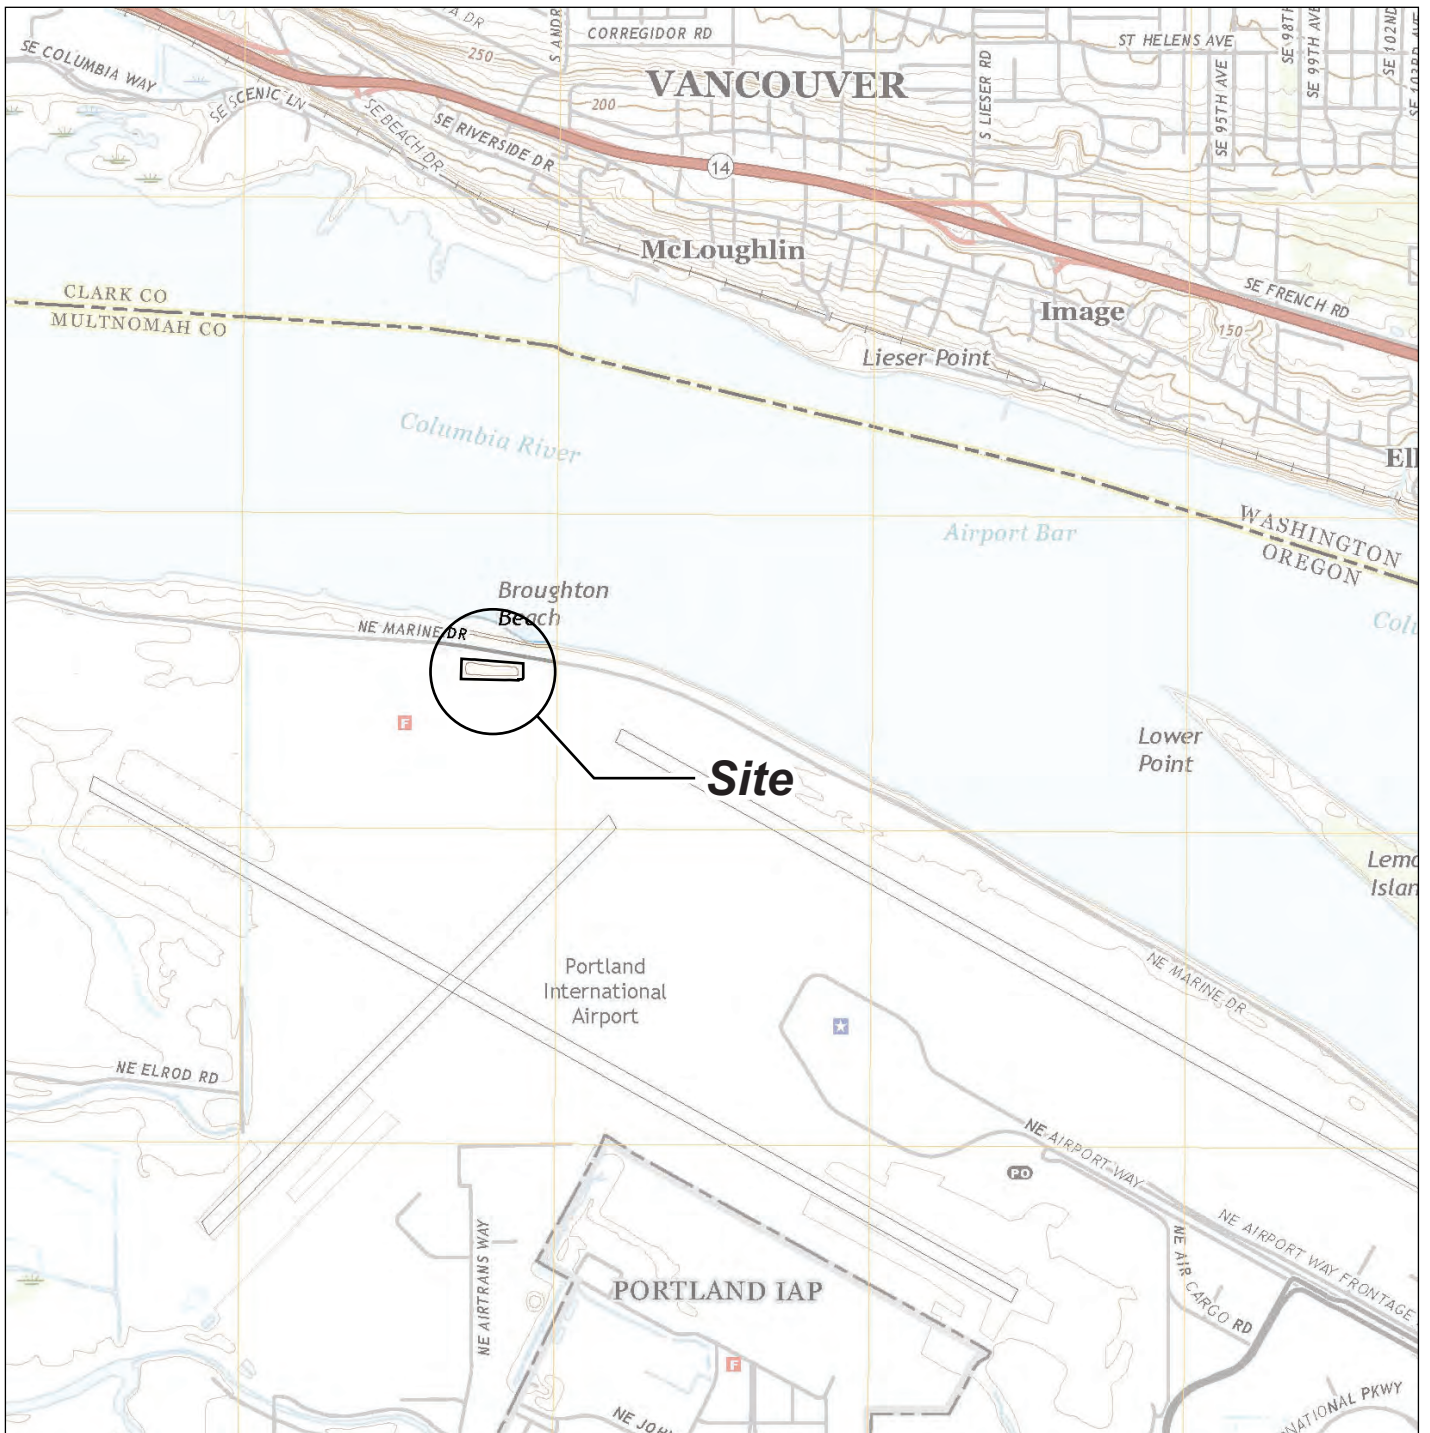 CORREGIDOR RD
ST HELENS AVE
SE 98TH
SE 99TH AVE
SE 102ND
S ANDR
A DR
SE COLUMBIA WAY
250
VANCOUVER
S LIESER RD
SE 95TH AVE
SE SCENIC LN
SE BEACH DR
SE RIVERSIDE DR
200
14
McLoughlin
CLARK CO
MULTNOMAH CO
Image
SE FRENCH RD
150
Lieser Point
Columbia River
Ell
Airport Bar
WASHINGTON
OREGON
Broughton
Beach
NE MARINE DR
Colu
F
Site
Lower
Point
Lemo
Islan
Portland
International
Airport
NE MARINE DR
NE ELROD RD
NE AIRPORT WAY
PO
NE AIRTRANS WAY
NE AIR CARGO RD
NE AIRPORT WAY FRONTAGE
PORTLAND IAP
F
NE JOH
NATIONAL PKWY